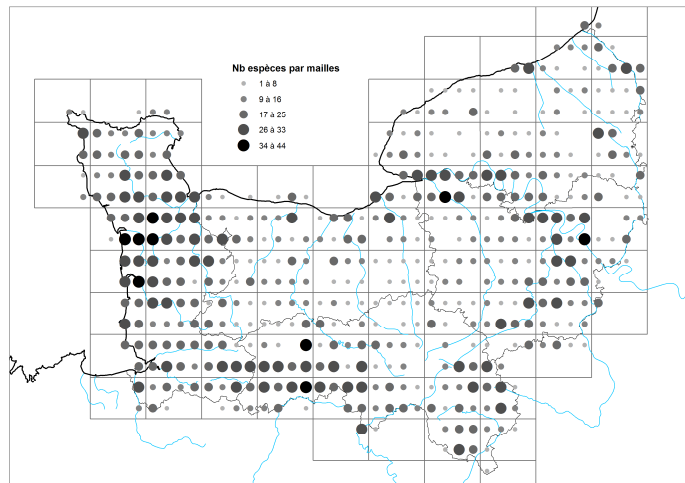 Nb espèces par mailles
1 à 8
9 à 16
17 à 25
26 à 33
34 à 44